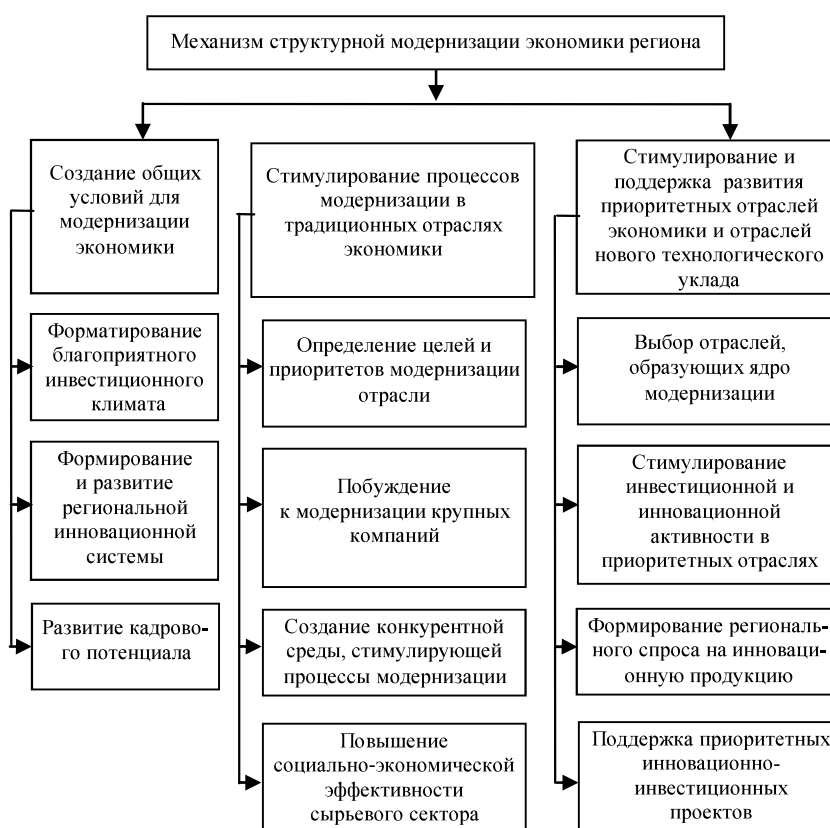 Механизм структурной модернизации экономики региона
Создание общих
условий для
модернизации
экономики
Форматирование
благоприятного
инвестиционного
климата
Формирование
и развитие
региональной
инновационной
системы
Развитие кадрово-
го потенциала
Стимулирование процессов
модернизации в
традиционных отраслях
экономики
Определение целей и
приоритетов модернизации
отрасли
Побуждение
к модернизации крупных
компаний
Создание конкурентной
среды, стимулирующей
процессы модернизации
Повышение
социально-экономической
эффективности
сырьевого сектора
Стимулирование и
поддержка развития
приоритетных отраслей
экономики и отраслей
нового технологического
уклада
Выбор отраслей,
образующих ядро
модернизации
Стимулирование
инвестиционной и
инновационной
активности в
приоритетных отраслях
Формирование региональ-
ного спроса на инноваци-
онную продукцию
Поддержка приоритетных
инновационно-
инвестиционных
проектов